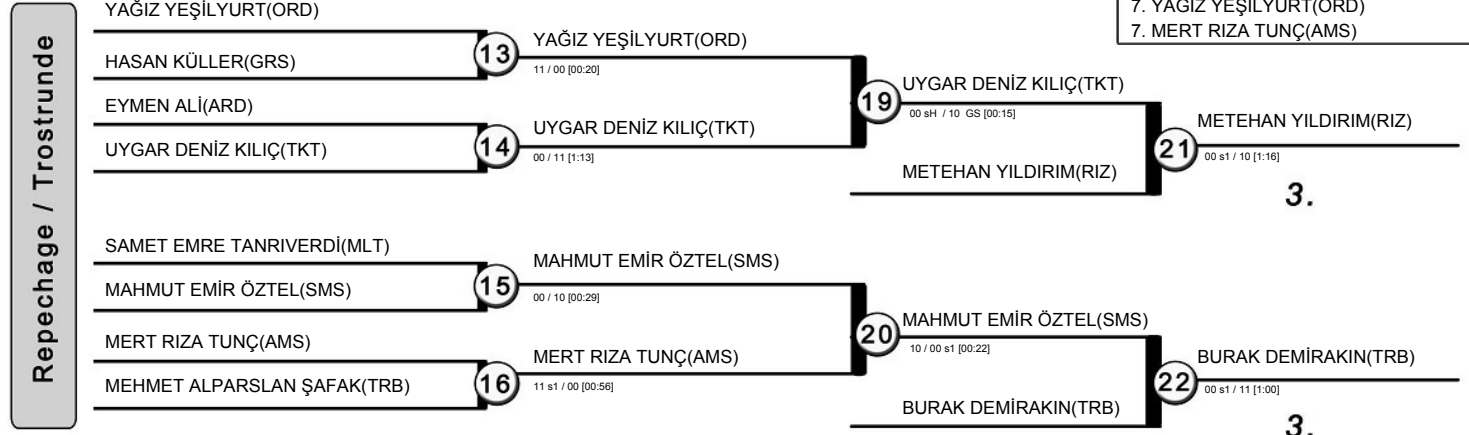 YAĞIZ YEŞİLYURT(ORD)
7. YAĞIZ YEŞİLYURT(ORD)
7. MERT RIZA TUNÇ(AMS)
Repechage / Trostrunde
HASAN KÜLLER(GRS)
13
YAĞIZ YEŞİLYURT(ORD)
11 / 00 [00:20]
EYMEN ALİ(ARD)
UYGAR DENİZ KILIÇ(TKT)
14
UYGAR DENİZ KILIÇ(TKT)
00 / 11 [1:13]
19
UYGAR DENİZ KILIÇ(TKT)
00 sH / 10 GS [00:15]
METEHAN YILDIRIM(RIZ)
21
METEHAN YILDIRIM(RIZ)
00 s1 / 10 [1:16]
3.
SAMET EMRE TANRIVERDİ(MLT)
MAHMUT EMİR ÖZTEL(SMS)
15
MAHMUT EMİR ÖZTEL(SMS)
00 / 10 [00:29]
MERT RIZA TUNÇ(AMS)
MEHMET ALPARSLAN ŞAFAK(TRB)
16
MERT RIZA TUNÇ(AMS)
11 s1 / 00 [00:56]
20
MAHMUT EMİR ÖZTEL(SMS)
10 / 00 s1 [00:22]
BURAK DEMİRAKIN(TRB)
22
BURAK DEMİRAKIN(TRB)
00 s1 / 11 [1:00]
3.